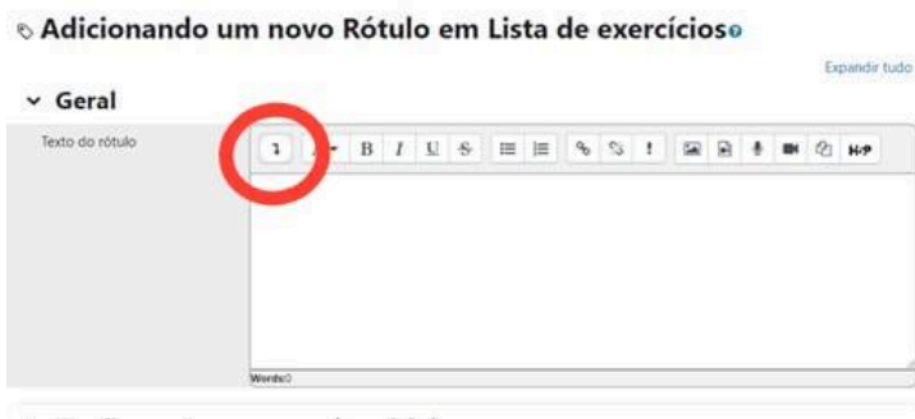 Adicionando um novo Rótulo em Lista de exercícios
Expandir tudo
Geral
Texto do rótulo
B I U S H-P
Words:0